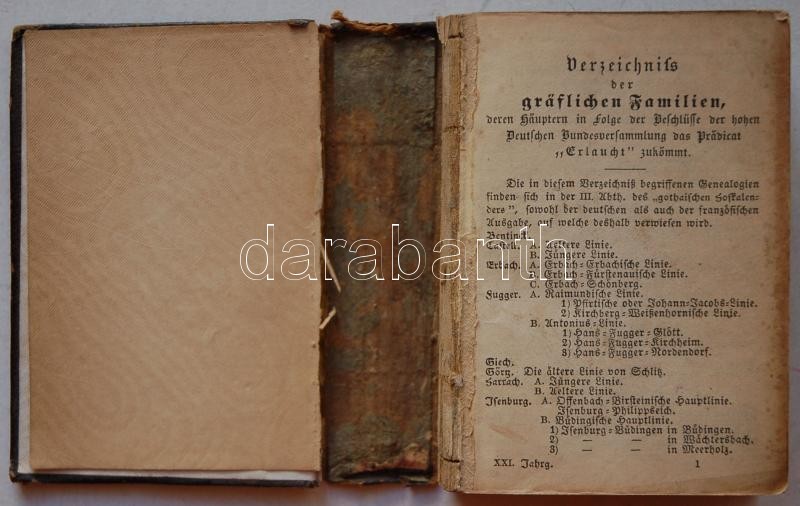 Verzeichniſs
der
gräflichen Familien,
deren Häuptern in Folge der Beschlüsse der hohen
Deutschen Bundesversammlung das Prädicat
„Erlaucht" zukömmt.
Die in diesem Verzeichniß begriffenen Genealogien
finden sich in der III. Abth. des „gothaischen Hofkalen-
ders", sowohl der deutschen als auch der französischen
Ausgabe, auf welche deshalb verwiesen wird.
Bentinck.
Castell. A. Aeltere Linie.
B. Jüngere Linie.
Erbach. A. Erbach=Erbachische Linie.
B. Erbach=Fürstenauische Linie.
C. Erbach=Schönberg.
Fugger. A. Raimundische Linie.
1) Pfirtische oder Johann=Jacobs=Linie.
2) Kirchberg=Weißenhornische Linie.
B. Antonius=Linie.
1) Hans=Fugger=Glött.
2) Hans=Fugger=Kirchheim.
3) Hans=Fugger=Nordendorf.
Giech.
Görz. Die ältere Linie von Schlitz.
Harrach. A. Jüngere Linie.
B. Aeltere Linie.
Isenburg. A. Offenbach=Birsteinische Hauptlinie.
Isenburg=Philippseich.
B. Büdingische Hauptlinie.
1) Isenburg=Büdingen in Büdingen.
2) — — in Wächtersbach.
3) — — in Meerholz.
XXI. Jahrg. 1
darabanth